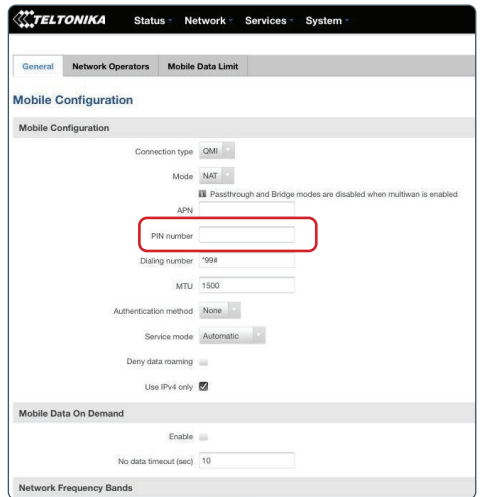 TELTONIKA Status Network Services System
General Network Operators Mobile Data Limit
Mobile Configuration
Mobile Configuration
Connection type QMI
Mode NAT
Passthrough and Bridge modes are disabled when multiwan is enabled
APN
PIN number
Dialing number *99#
MTU 1500
Authentication method None
Service mode Automatic
Deny data roaming
Use IPv4 only
Mobile Data On Demand
Enable
No data timeout (sec) 10
Network Frequency Bands